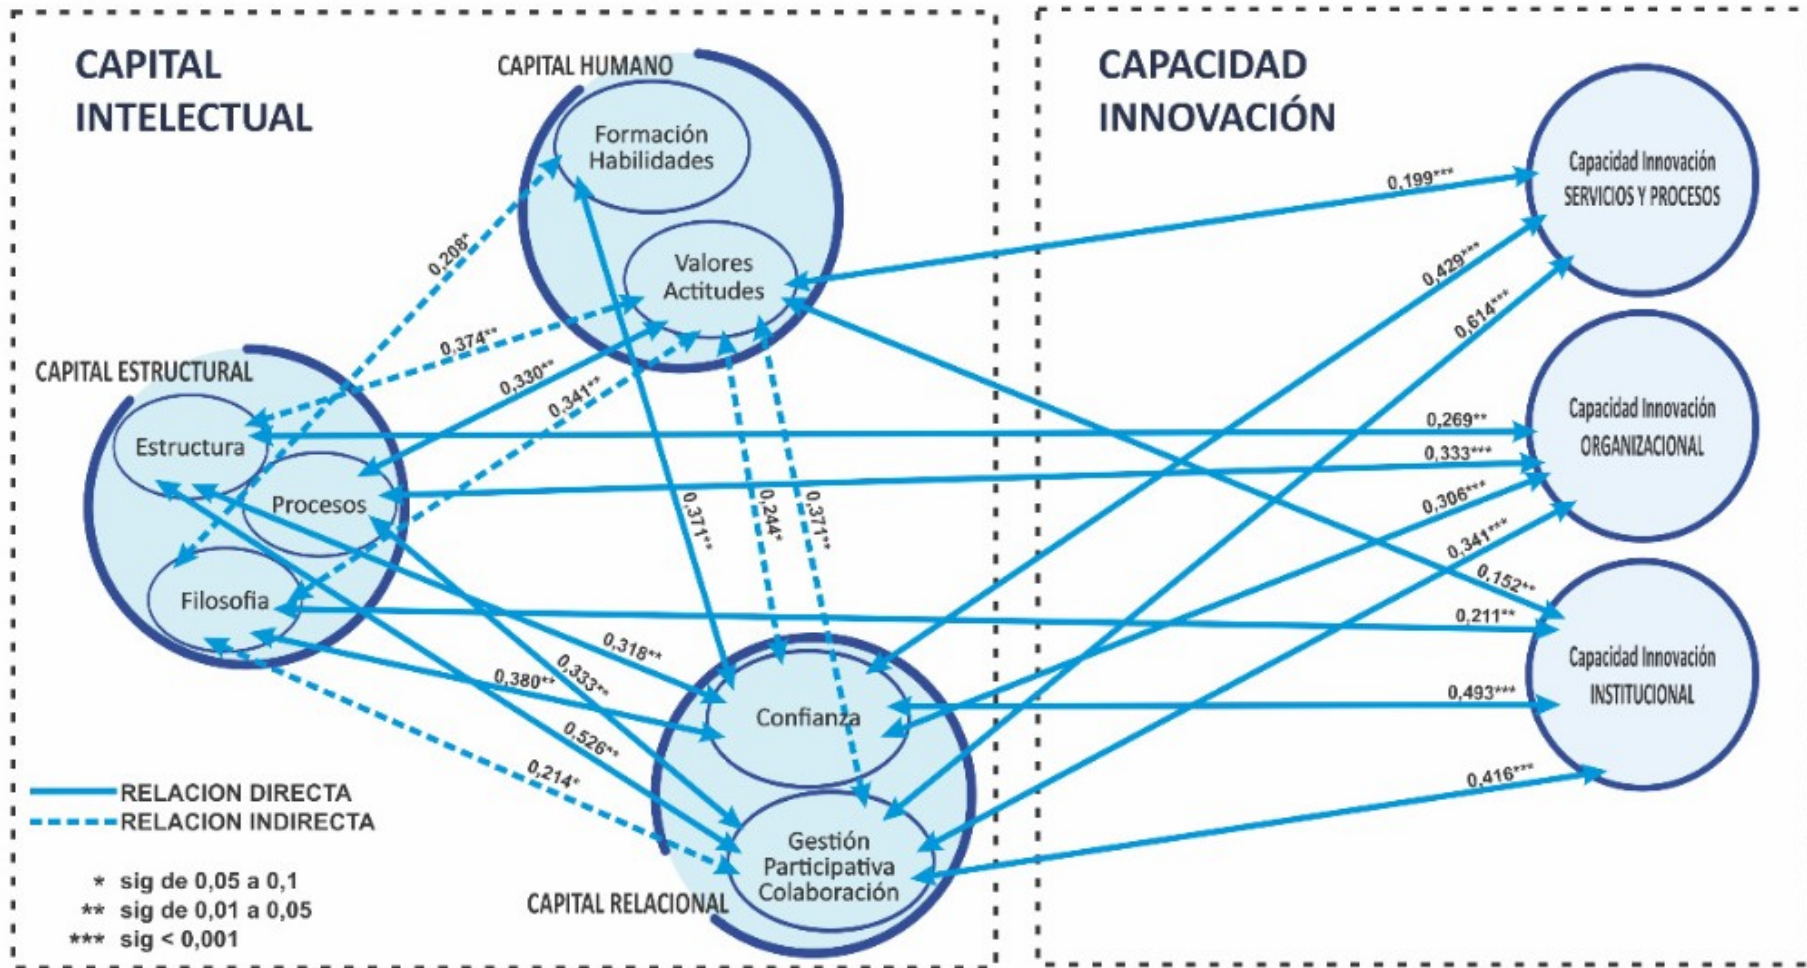 CAPITAL
INTELECTUAL
CAPITAL HUMANO
Formación
Habilidades
Valores
Actitudes
CAPITAL ESTRUCTURAL
Estructura
Procesos
Filosofia
0,208*
0,374**
0,330**
0,341**
0,371**
0,244*
0,371**
0,318**
0,333**
0,380**
0,526**
0,214*
Confianza
Gestión
Participativa
Colaboración
CAPITAL RELACIONAL
RELACION DIRECTA
RELACION INDIRECTA
* sig de 0,05 a 0,1
** sig de 0,01 a 0,05
*** sig < 0,001
CAPACIDAD
INNOVACIÓN
0,199***
0,429***
0,614***
0,269**
0,333***
0,306***
0,341***
0,152**
0,211**
0,493***
0,416***
Capacidad Innovación
SERVICIOS Y PROCESOS
Capacidad Innovación
ORGANIZACIONAL
Capacidad Innovación
INSTITUCIONAL